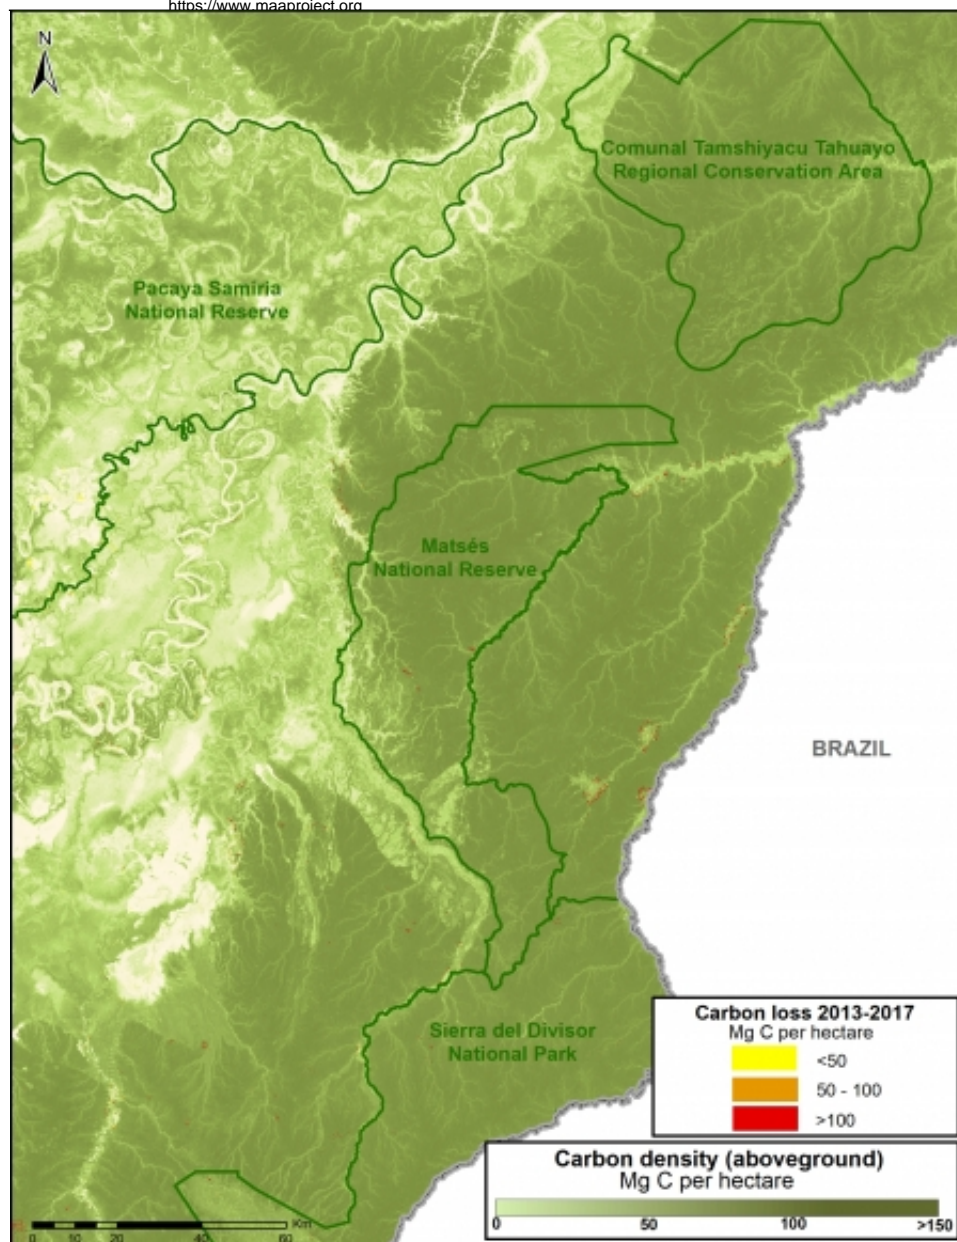 https://www.maaproject.org
N
Comunal Tamshiyacu Tahuayo
Regional Conservation Area
Pacaya Samiria
National Reserve
Matsés
National Reserve
BRAZIL
Sierra del Divisor
National Park
Carbon loss 2013-2017
Mg C per hectare
<50
50 - 100
>100
Carbon density (aboveground)
Mg C per hectare
0 50 100 >150
0 10 20 40 60 Km